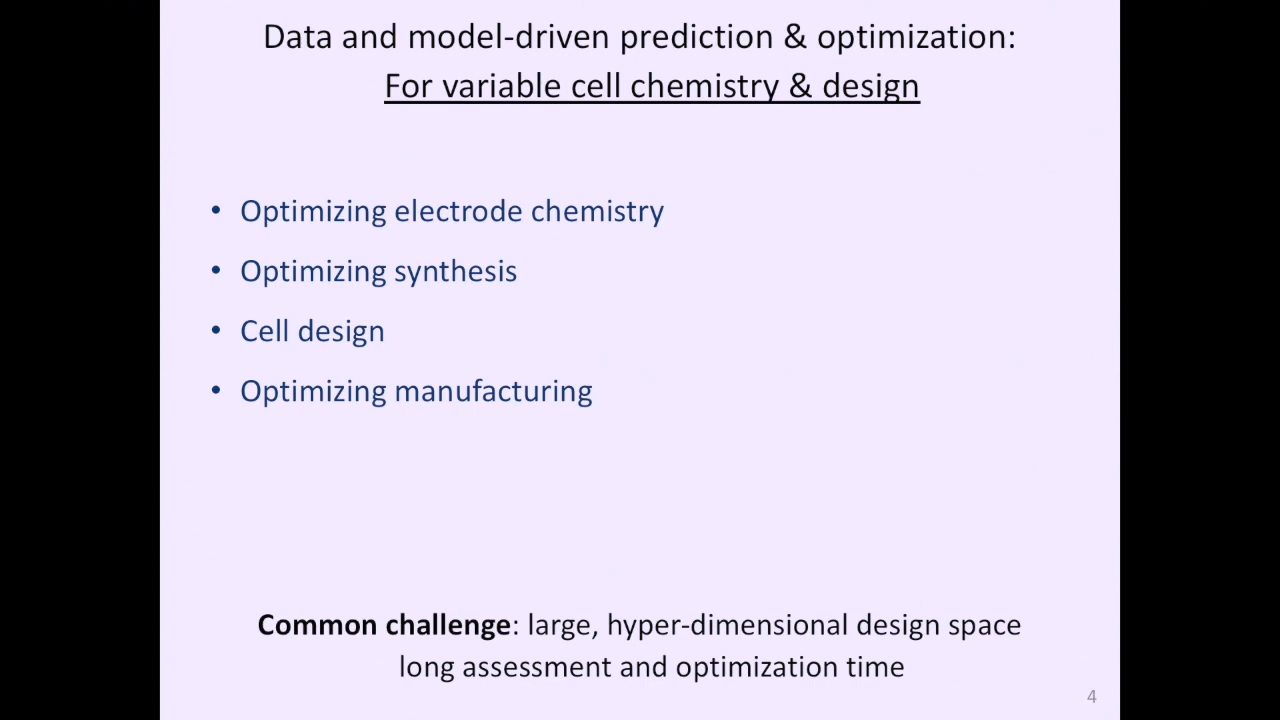 Data and model-driven prediction & optimization:
For variable cell chemistry & design
• Optimizing electrode chemistry
• Optimizing synthesis
• Cell design
• Optimizing manufacturing
Common challenge: large, hyper-dimensional design space
long assessment and optimization time
4